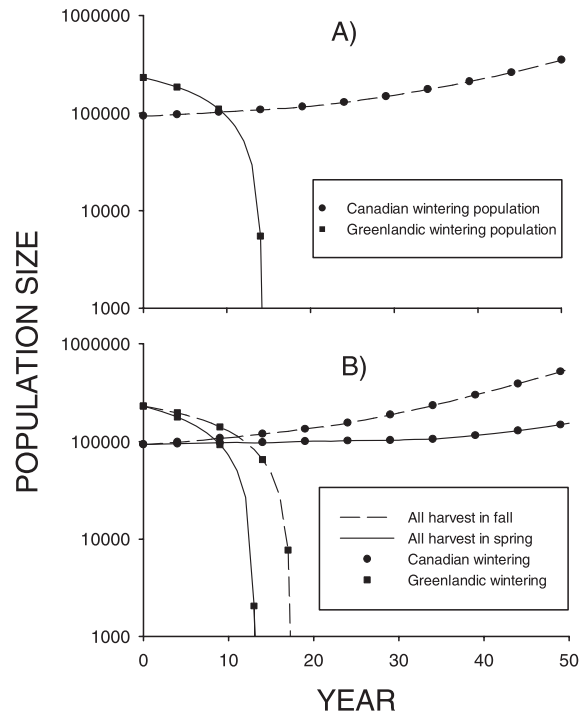 POPULATION SIZE
A)
1000000
100000
10000
1000
Canadian wintering population
Greenlandic wintering population
B)
1000000
100000
10000
1000
All harvest in fall
All harvest in spring
Canadian wintering
Greenlandic wintering
0 10 20 30 40 50
YEAR